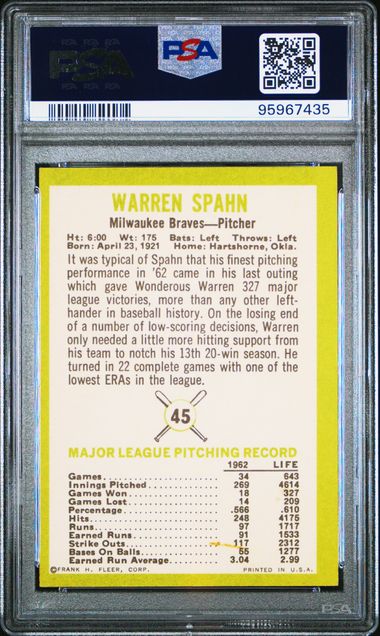 PSA
PSA
95967435
WARREN SPAHN
Milwaukee Braves—Pitcher
Ht: 6:00 Wt: 175 Bats: Left Throws: Left
Born: April 23, 1921 Home: Hartshorne, Okla.
It was typical of Spahn that his finest pitching
performance in '62 came in his last outing
which gave Wonderous Warren 327 major
league victories, more than any other left-
hander in baseball history. On the losing end
of a number of low-scoring decisions, Warren
only needed a little more hitting support from
his team to notch his 13th 20-win season. He
turned in 22 complete games with one of the
lowest ERAs in the league.
45
MAJOR LEAGUE PITCHING RECORD
1962 LIFE
Games 34 643
Innings Pitched 269 4614
Games Won 18 327
Games Lost 14 209
Percentage .566 .610
Hits 248 4175
Runs 97 1717
Earned Runs 91 1533
Strike Outs 117 2312
Bases On Balls 55 1277
Earned Run Average 3.04 2.99
©FRANK H. FLEER, CORP. PRINTED IN U.S.A.
PSA